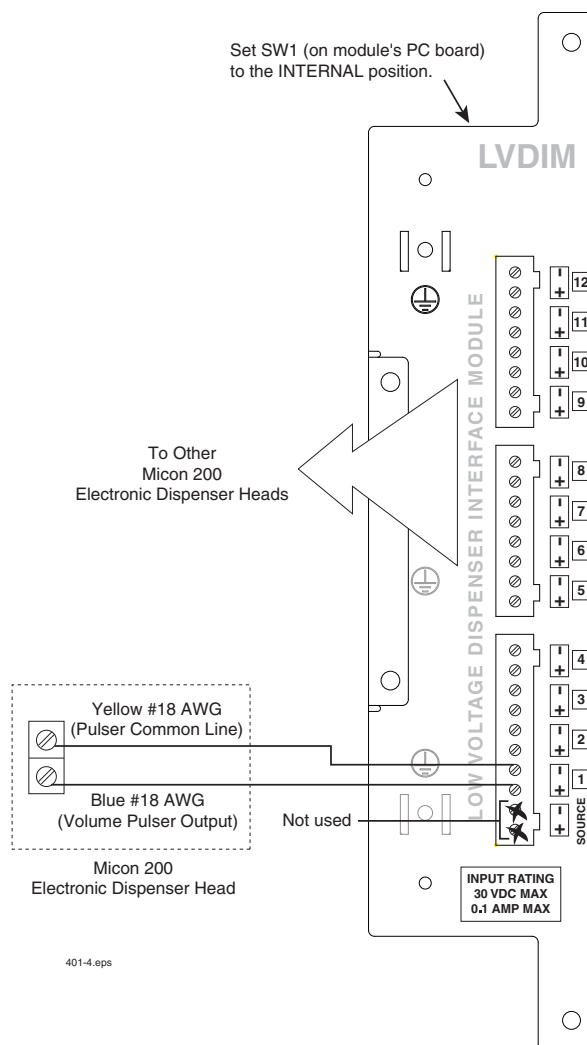 Set SW1 (on module's PC board)
to the INTERNAL position.
LVDIM
LOW VOLTAGE DISPENSER INTERFACE MODULE
12
11
10
9
To Other
Micon 200
Electronic Dispenser Heads
8
7
6
5
4
3
2
1
SOURCE
Yellow #18 AWG
(Pulser Common Line)
Blue #18 AWG
(Volume Pulser Output)
Not used
Micon 200
Electronic Dispenser Head
INPUT RATING
30 VDC MAX
0.1 AMP MAX
401-4.eps